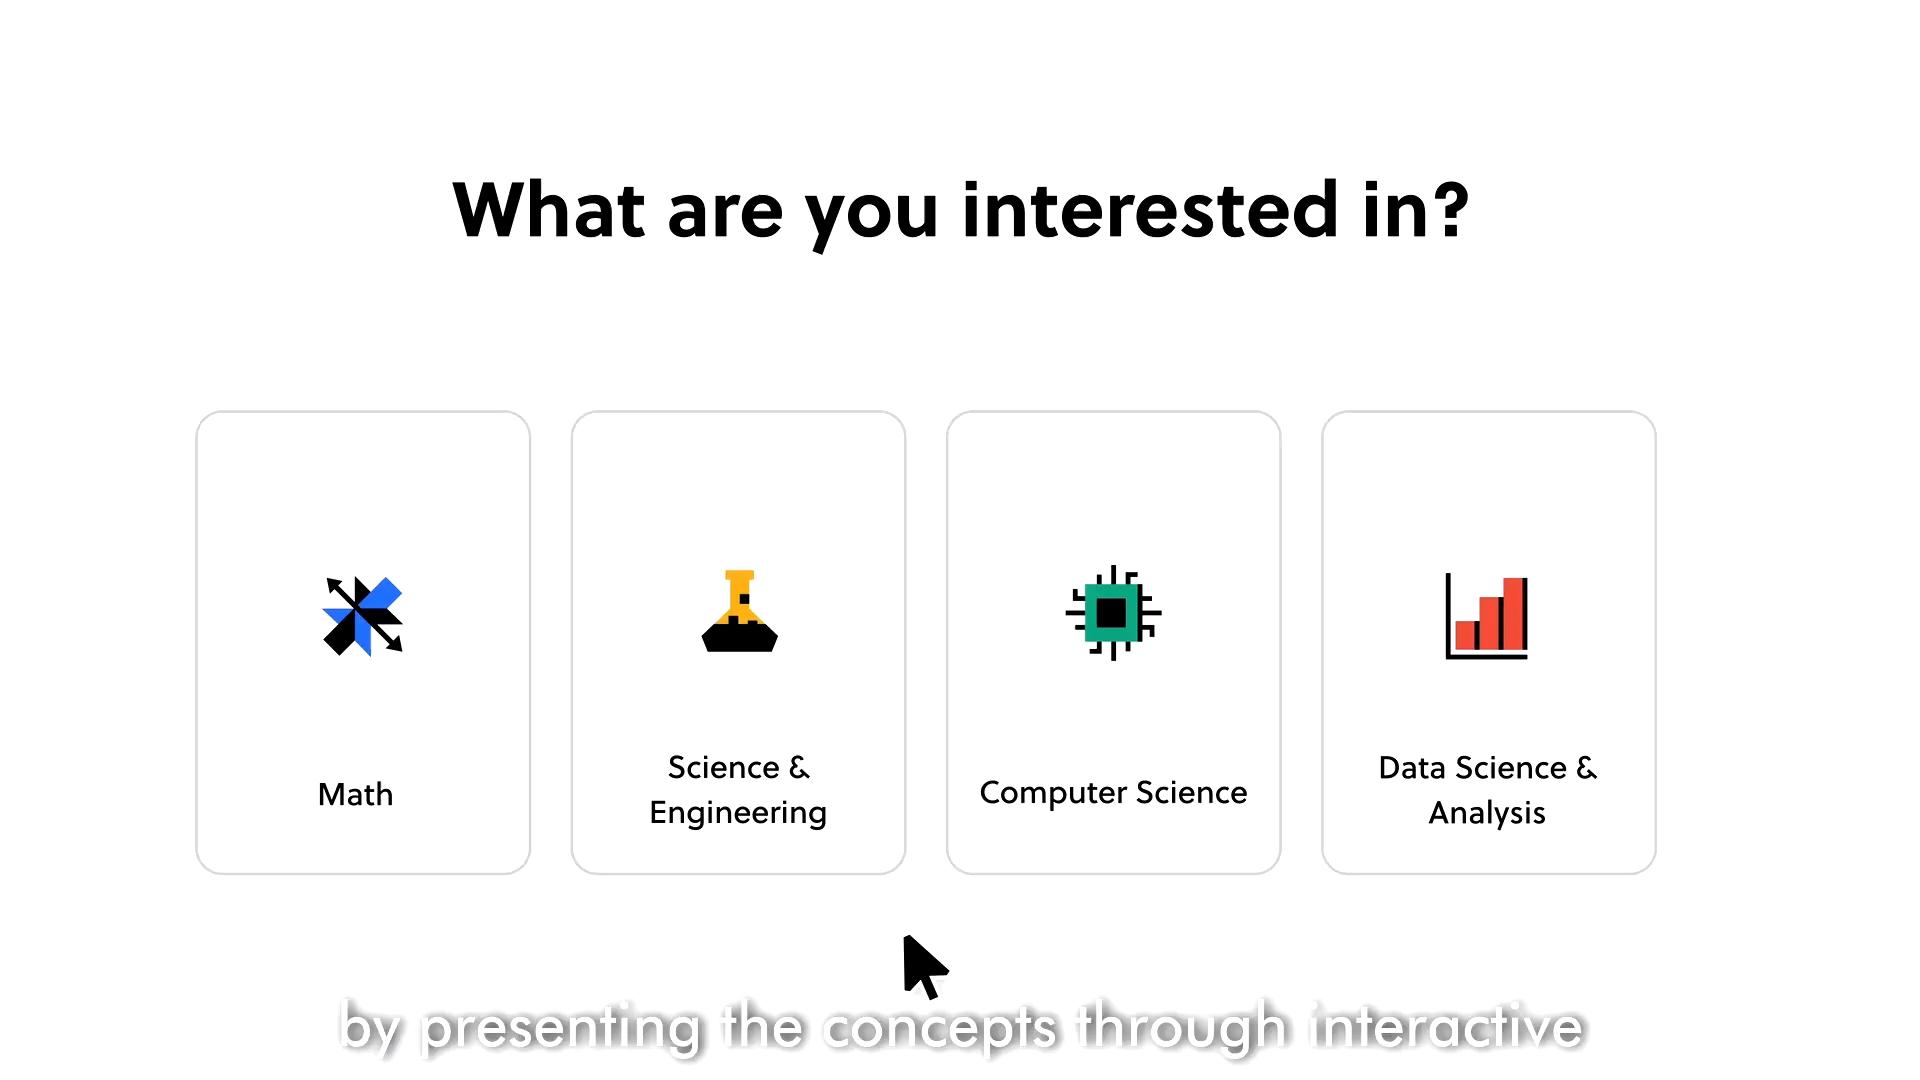 What are you interested in?
Math
Science &
Engineering
Computer Science
Data Science &
Analysis
by presenting the concepts through interactive